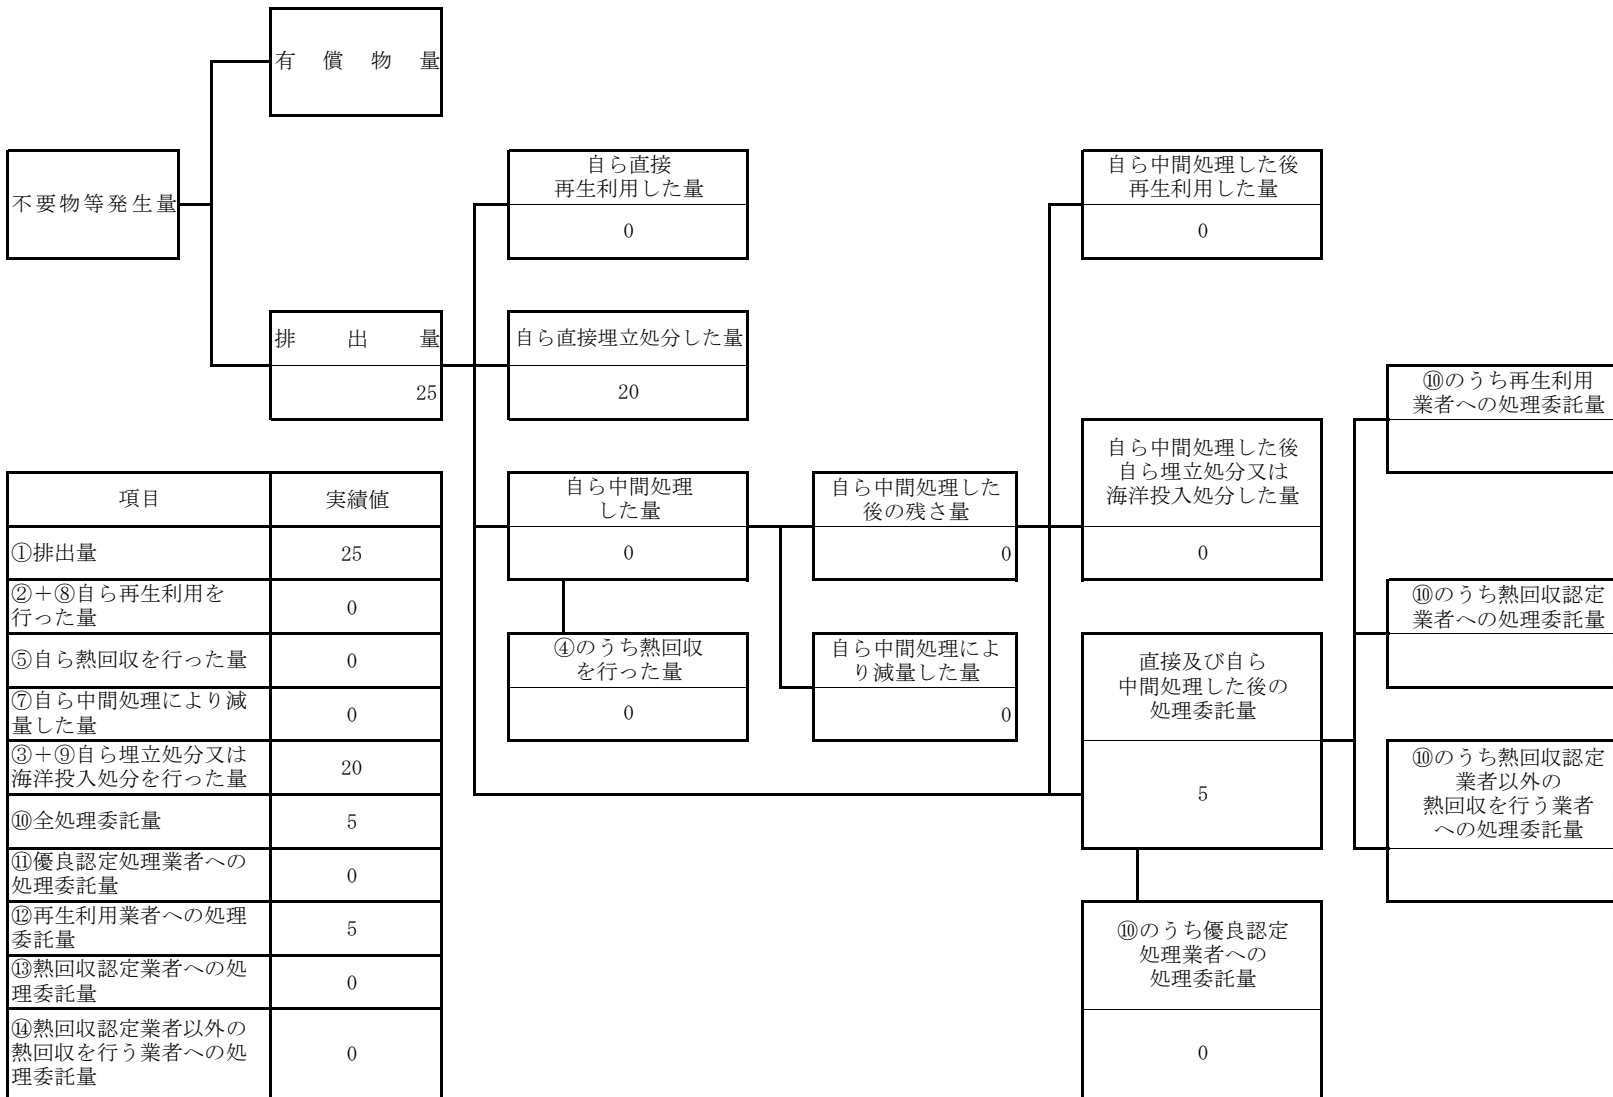 有償物量
不要物等発生量
自ら直接
再生利用した量
0
自ら中間処理した後
再生利用した量
0
排出量
25
自ら直接埋立処分した量
20
⑩のうち再生利用
業者への処理委託量
自ら中間処理した後
自ら埋立処分又は
海洋投入処分した量
0
自ら中間処理
した量
0
自ら中間処理した
後の残さ量
0
⑩のうち熱回収認定
業者への処理委託量
④のうち熱回収
を行った量
0
自ら中間処理によ
り減量した量
0
直接及び自ら
中間処理した後の
処理委託量
5
⑩のうち熱回収認定
業者以外の
熱回収を行う業者
への処理委託量
⑩のうち優良認定
処理業者への
処理委託量
0
項目 実績値
①排出量 25
②+⑧自ら再生利用を
行った量 0
⑤自ら熱回収を行った量 0
⑦自ら中間処理により減
量した量 0
③+⑨自ら埋立処分又は
海洋投入処分を行った量 20
⑩全処理委託量 5
⑪優良認定処理業者への
処理委託量 0
⑫再生利用業者への処理
委託量 5
⑬熱回収認定業者への処
理委託量 0
⑭熱回収認定業者以外の
熱回収を行う業者への処
理委託量 0